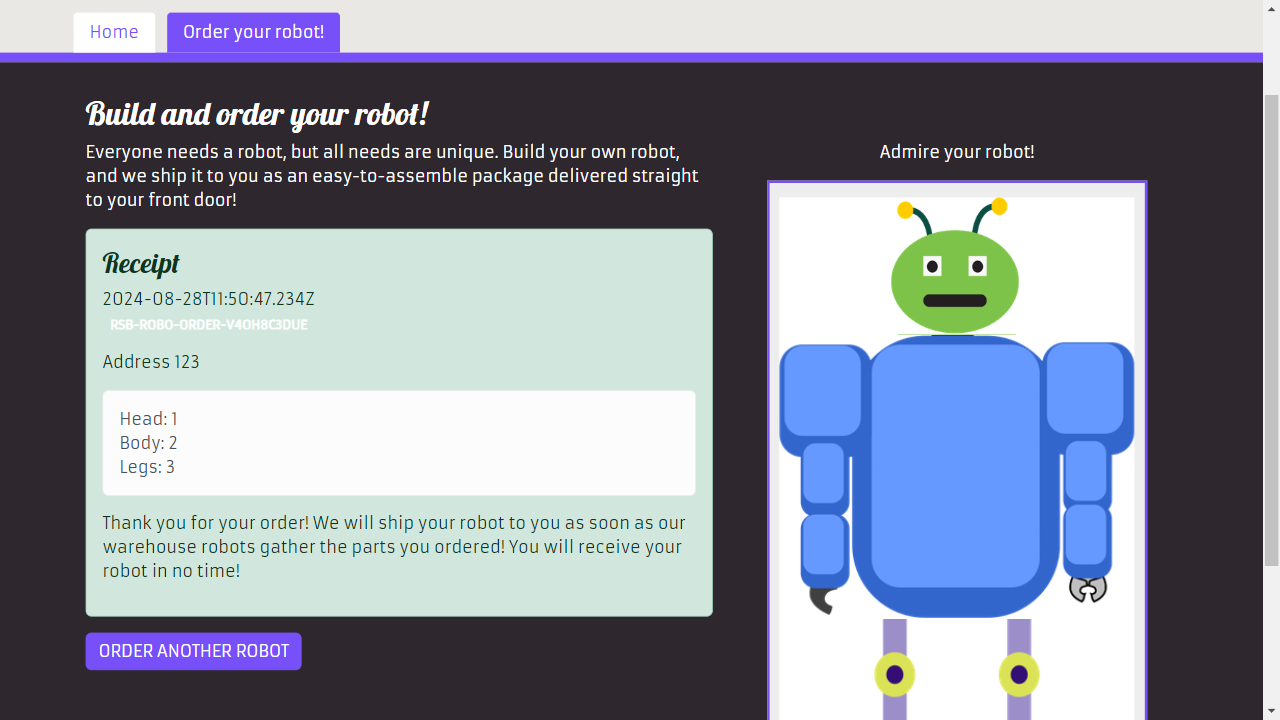 Home
Order your robot!
Build and order your robot!
Everyone needs a robot, but all needs are unique. Build your own robot,
and we ship it to you as an easy-to-assemble package delivered straight
to your front door!
Receipt
2024-08-28T11:50:47.234Z
RSB-ROBO-ORDER-V4OH8C3DUE
Address 123
Head: 1
Body: 2
Legs: 3
Thank you for your order! We will ship your robot to you as soon as our
warehouse robots gather the parts you ordered! You will receive your
robot in no time!
ORDER ANOTHER ROBOT
Admire your robot!